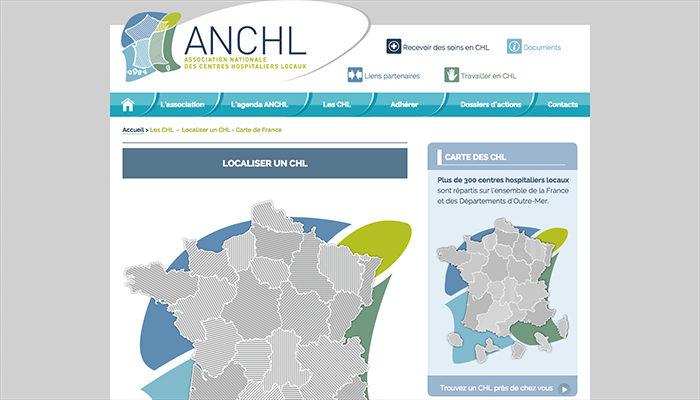 ANCHL
ASSOCIATION NATIONALE
DES CENTRES HOSPITALIERS LOCAUX
Recevoir des soins en CHL
Documents
Liens partenaires
Travailler en CHL
L'association
L'agenda ANCHL
Les CHL
Adhérer
Dossiers d'actions
Contacts
Accueil > Les CHL - Localiser un CHL - Carte de France
LOCALISER UN CHL
CARTE DES CHL
Plus de 300 centres hospitaliers locaux
sont répartis sur l'ensemble de la France
et des Départements d'Outre-Mer.
Trouvez un CHL près de chez vous